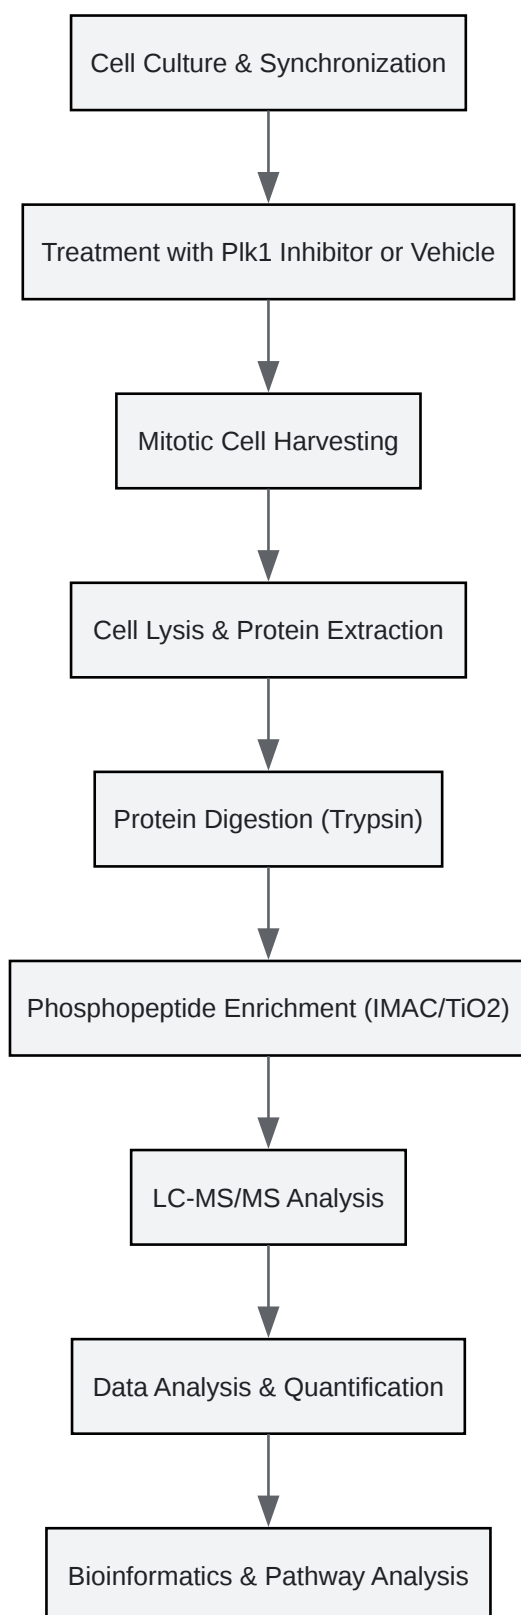 Cell Culture & Synchronization
Treatment with Plk1 Inhibitor or Vehicle
Mitotic Cell Harvesting
Cell Lysis & Protein Extraction
Protein Digestion (Trypsin)
Phosphopeptide Enrichment (IMAC/TiO2)
LC-MS/MS Analysis
Data Analysis & Quantification
Bioinformatics & Pathway Analysis